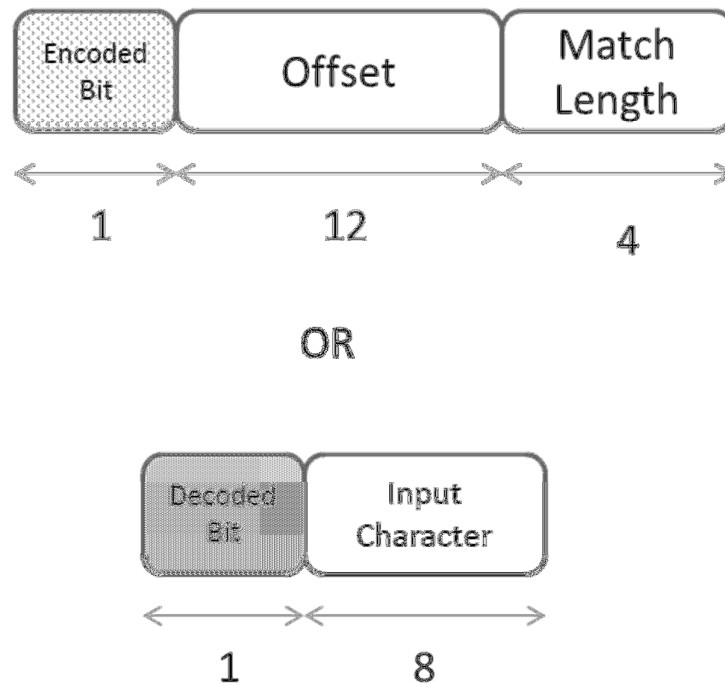 Encoded
Bit
Offset
Match
Length
1
12
4
OR
Decoded
Bit
Input
Character
1
8